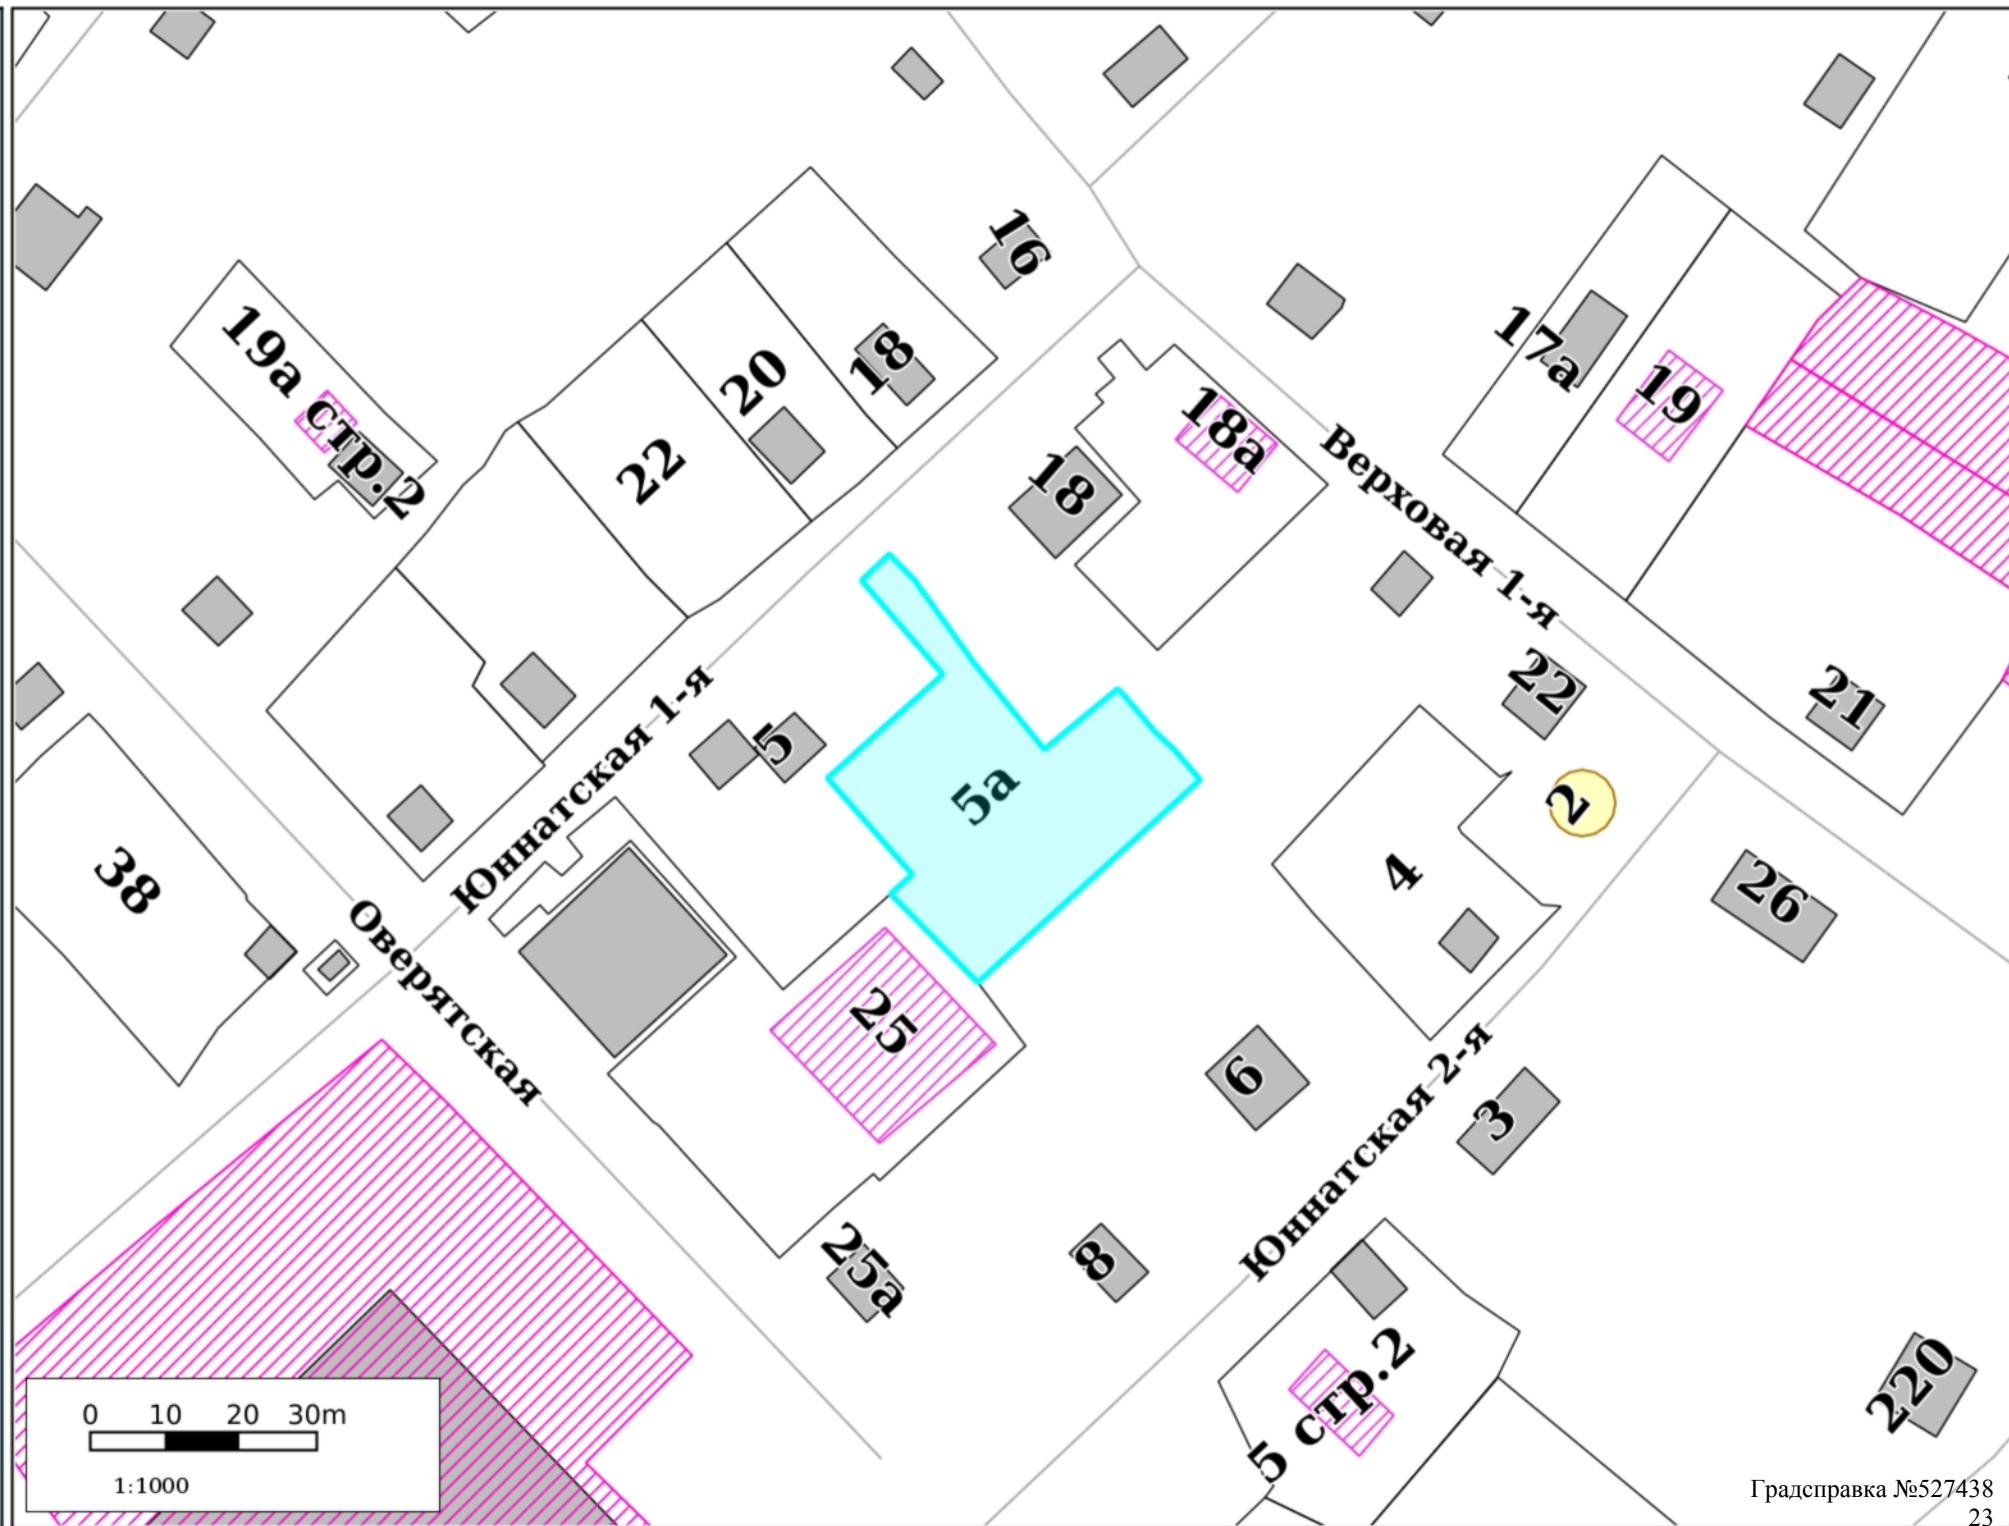 16
19а стр.2
17а
18
20
19
18а
22
18
Верховая 1-я
22
21
Юннатская 1-я
5
5а
2
4
38
26
Оверятская
25
6
3
Юннатская 2-я
25а
8
5 стр.2
220
0 10 20 30m
1:1000
Градсправка №527438
23